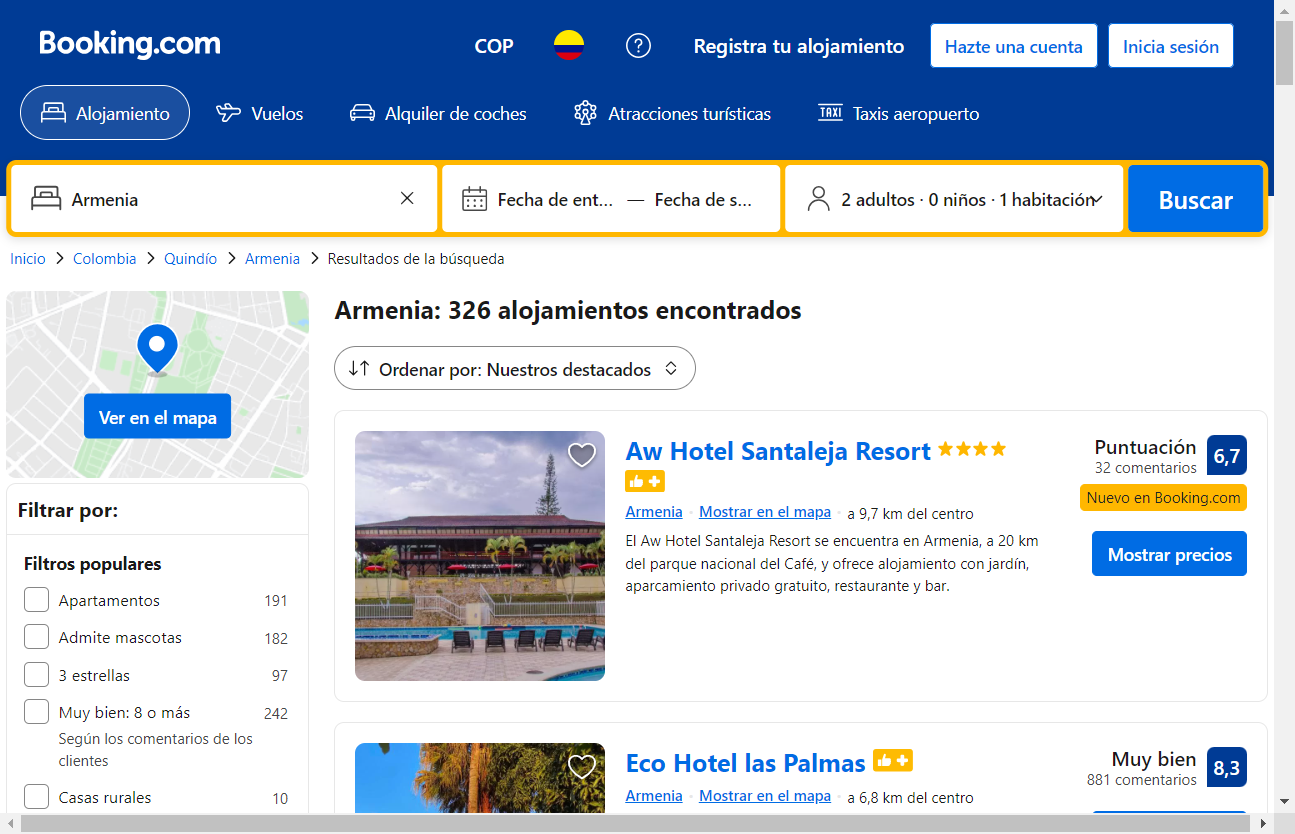 Booking.com
COP
?
Registra tu alojamiento
Hazte una cuenta
Inicia sesión
Alojamiento
Vuelos
Alquiler de coches
Atracciones turísticas
TAXI
Taxis aeropuerto
Armenia
Fecha de ent... — Fecha de s...
2 adultos · 0 niños · 1 habitación
Buscar
Inicio > Colombia > Quindío > Armenia > Resultados de la búsqueda
Ver en el mapa
Filtrar por:
Filtros populares
Apartamentos 191
Admite mascotas 182
3 estrellas 97
Muy bien: 8 o más 242
Según los comentarios de los
clientes
Casas rurales 10
Armenia: 326 alojamientos encontrados
Ordenar por: Nuestros destacados
Aw Hotel Santaleja Resort
Armenia · Mostrar en el mapa · a 9,7 km del centro
El Aw Hotel Santaleja Resort se encuentra en Armenia, a 20 km
del parque nacional del Café, y ofrece alojamiento con jardín,
aparcamiento privado gratuito, restaurante y bar.
Puntuación
32 comentarios
6,7
Nuevo en Booking.com
Mostrar precios
Eco Hotel las Palmas
Armenia · Mostrar en el mapa · a 6,8 km del centro
Muy bien
881 comentarios
8,3